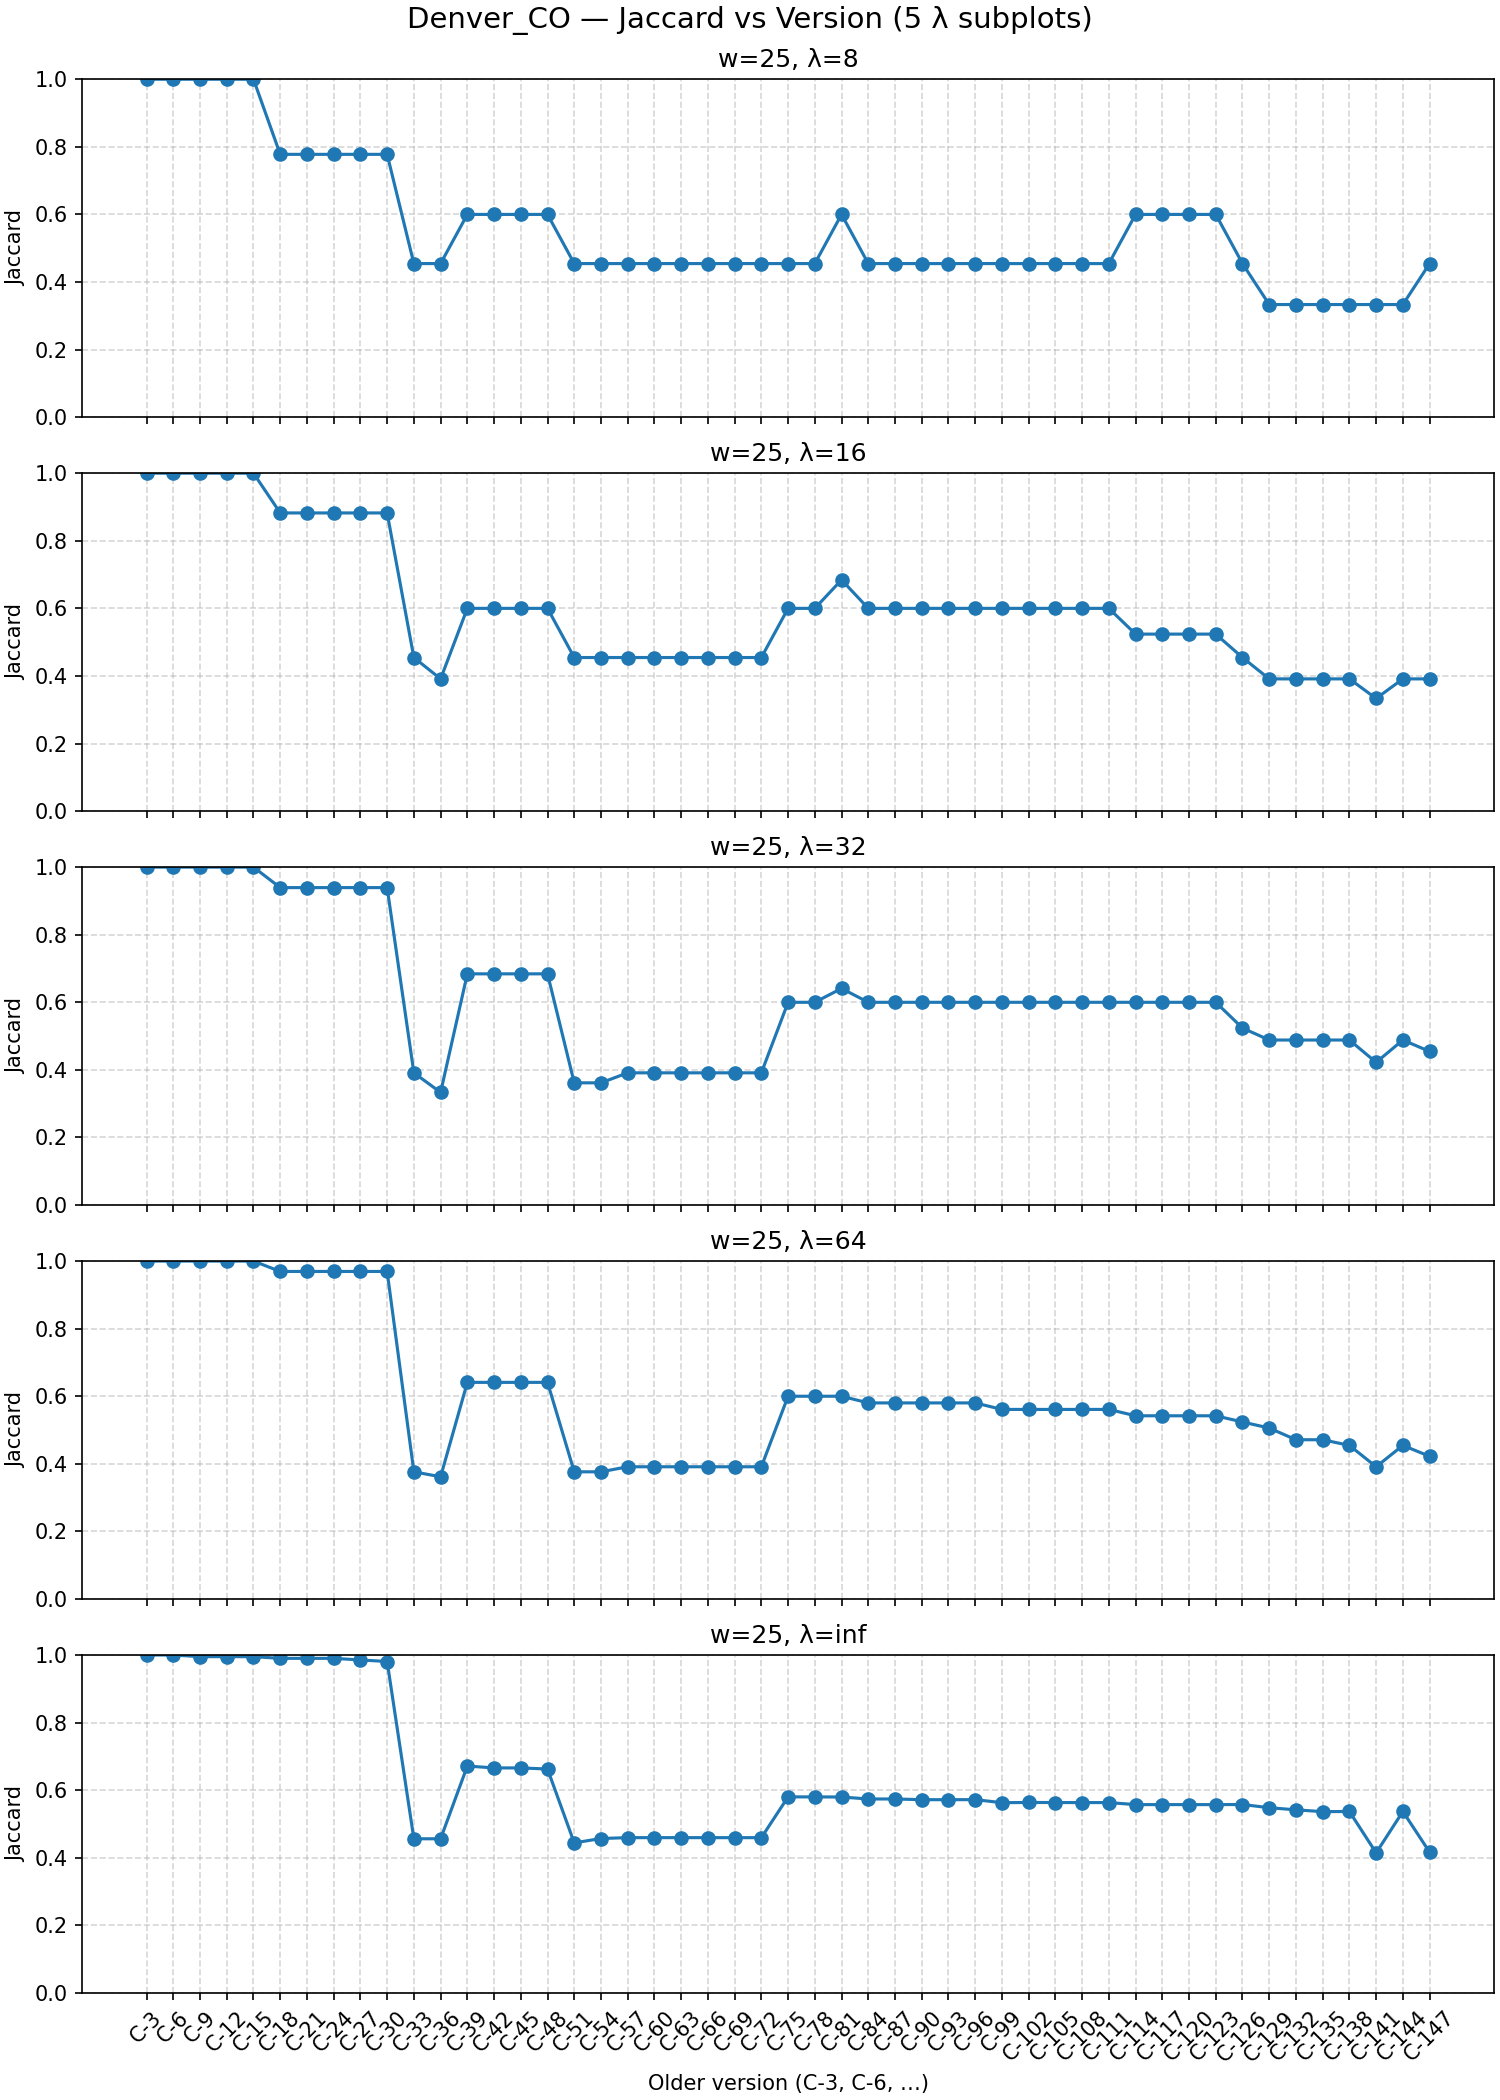 Denver_CO — Jaccard vs Version (5 λ subplots)
w=25, λ=8
1.0
0.8
0.6
0.4
0.2
0.0
Jaccard
w=25, λ=16
1.0
0.8
0.6
0.4
0.2
0.0
Jaccard
w=25, λ=32
1.0
0.8
0.6
0.4
0.2
0.0
Jaccard
w=25, λ=64
1.0
0.8
0.6
0.4
0.2
0.0
Jaccard
w=25, λ=inf
1.0
0.8
0.6
0.4
0.2
0.0
Jaccard
C-3
C-6
C-9
C-12
C-15
C-18
C-21
C-24
C-27
C-30
C-33
C-36
C-39
C-42
C-45
C-48
C-51
C-54
C-57
C-60
C-63
C-66
C-69
C-72
C-75
C-78
C-81
C-84
C-87
C-90
C-93
C-96
C-99
C-102
C-105
C-108
C-111
C-114
C-117
C-120
C-123
C-126
C-129
C-132
C-135
C-138
C-141
C-144
C-147
Older version (C-3, C-6, ...)